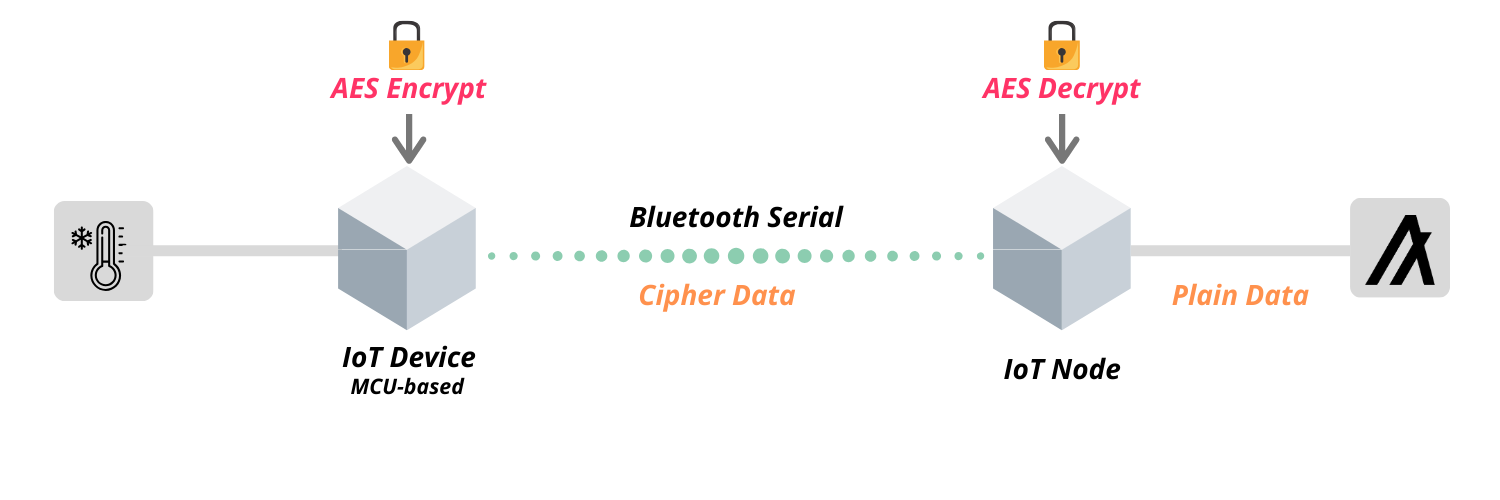 AES Encrypt
AES Decrypt
Bluetooth Serial
Cipher Data
Plain Data
IoT Device
MCU-based
IoT Node